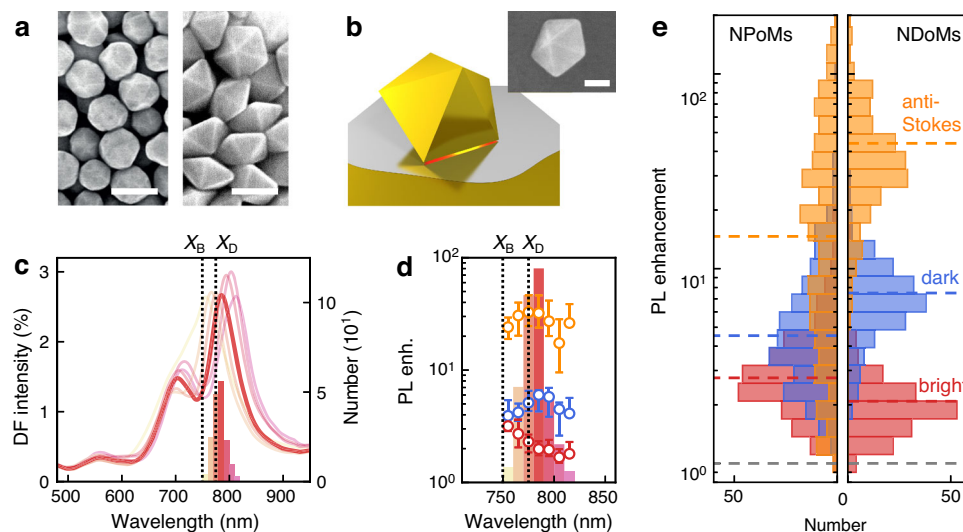 a
b
c
X_B X_D
DF intensity (%)
3
2
1
0
Number (10¹)
10
5
0
500 600 700 800 900
Wavelength (nm)
d
X_B X_D
PL enh.
10²
10¹
10⁰
750 800 850
Wavelength (nm)
e
NPoMs NDoMs
PL enhancement
10²
10¹
10⁰
anti-
Stokes
dark
bright
50 0 50
Number